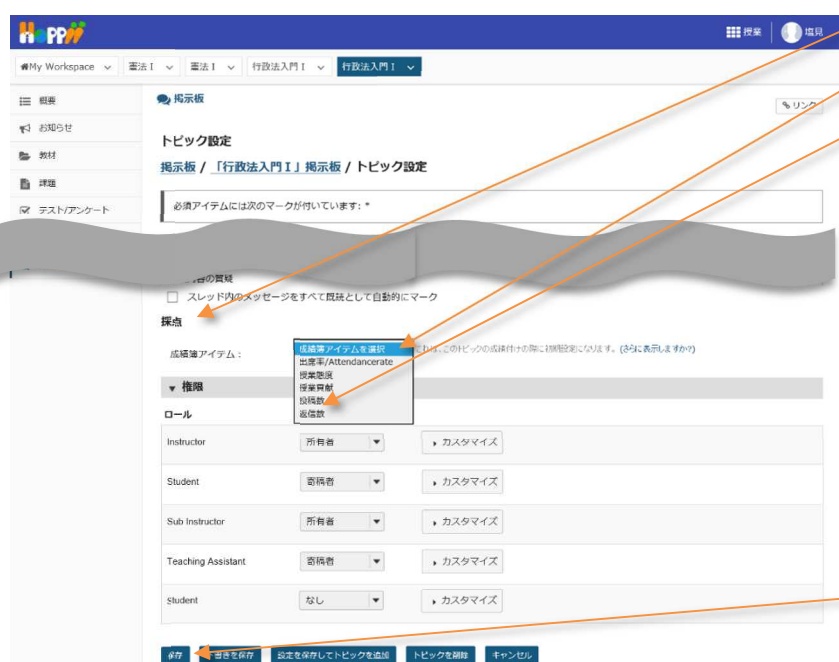 HOPPii
授業 塩見
My Workspace 憲法 I 憲法 I 行政法入門 I 行政法入門 I
概要
お知らせ
教材
課題
テスト/アンケート
掲示板
リンク
トピック設定
掲示板 / 「行政法入門 I」掲示板 / トピック設定
必須アイテムには次のマークが付いています: *
の質疑
スレッド内のメッセージをすべて既読として自動的にマーク
採点
成績簿アイテム :
成績簿アイテムを選択
これは、このトピックの成績付けの際に初期設定になります。(さらに表示しますか?)
出席率/Attendancerate
授業態度
授業貢献
投稿数
返信数
権限
ロール
Instructor 所有者 カスタマイズ
Student 寄稿者 カスタマイズ
Sub Instructor 所有者 カスタマイズ
Teaching Assistant 寄稿者 カスタマイズ
Student なし カスタマイズ
保存 書きを保存 設定を保存してトピックを追加 トピックを削除 キャンセル